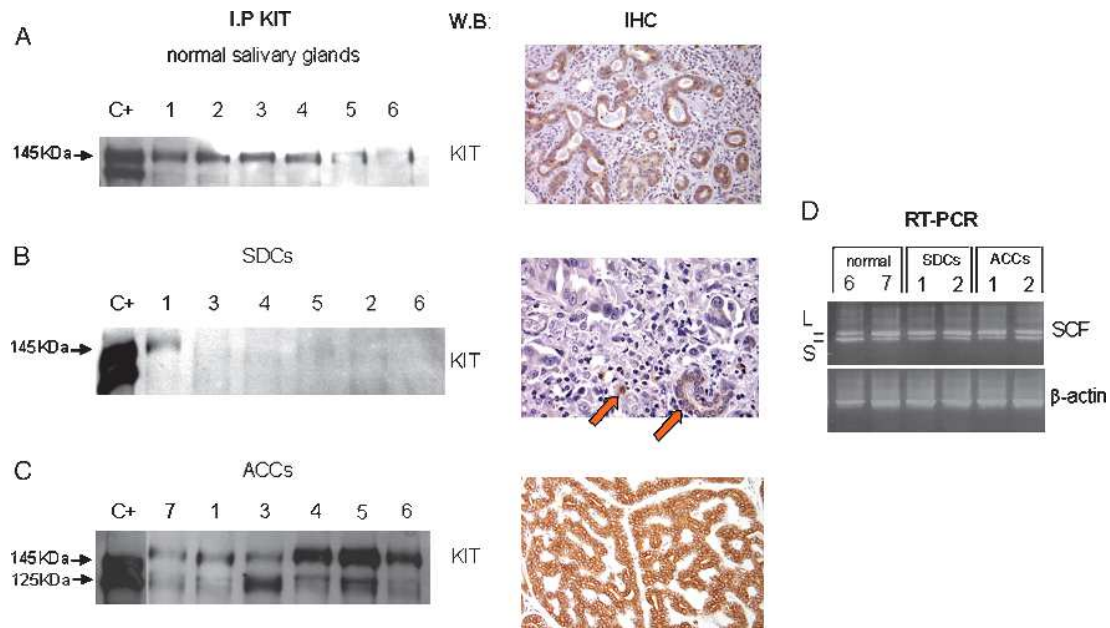 I.P KIT
W.B:
IHC
A
normal salivary glands
C+ 1 2 3 4 5 6
145KDa
KIT
B
SDCs
C+ 1 3 4 5 2 6
145KDa
KIT
C
ACCs
C+ 7 1 3 4 5 6
145KDa
125KDa
KIT
D
RT-PCR
normal SDCs ACCs
6 7 1 2 1 2
L
S
SCF
β-actin